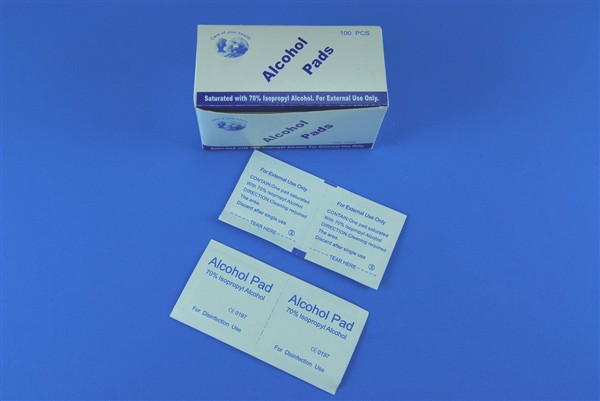 Care of your health
100 PCS
Alcohol
Pads
Saturated with 70% Isopropyl Alcohol. For External Use Only.
Alcohol
Pads
For External Use Only
CONTAIN:One pad saturated
With 70% Isopropyl Alcohol
DIRECTION:Cleaning required
The area.
Discard after single use
TEAR HERE
For External Use Only
CONTAIN:One pad saturated
With 70% Isopropyl Alcohol
DIRECTION:Cleaning required
The area.
Discard after single use
TEAR HERE
Alcohol Pad
70% Isopropyl Alcohol
CE 0197
For Disinfection Use
Alcohol Pad
70% Isopropyl Alcohol
CE 0197
For Disinfection Use